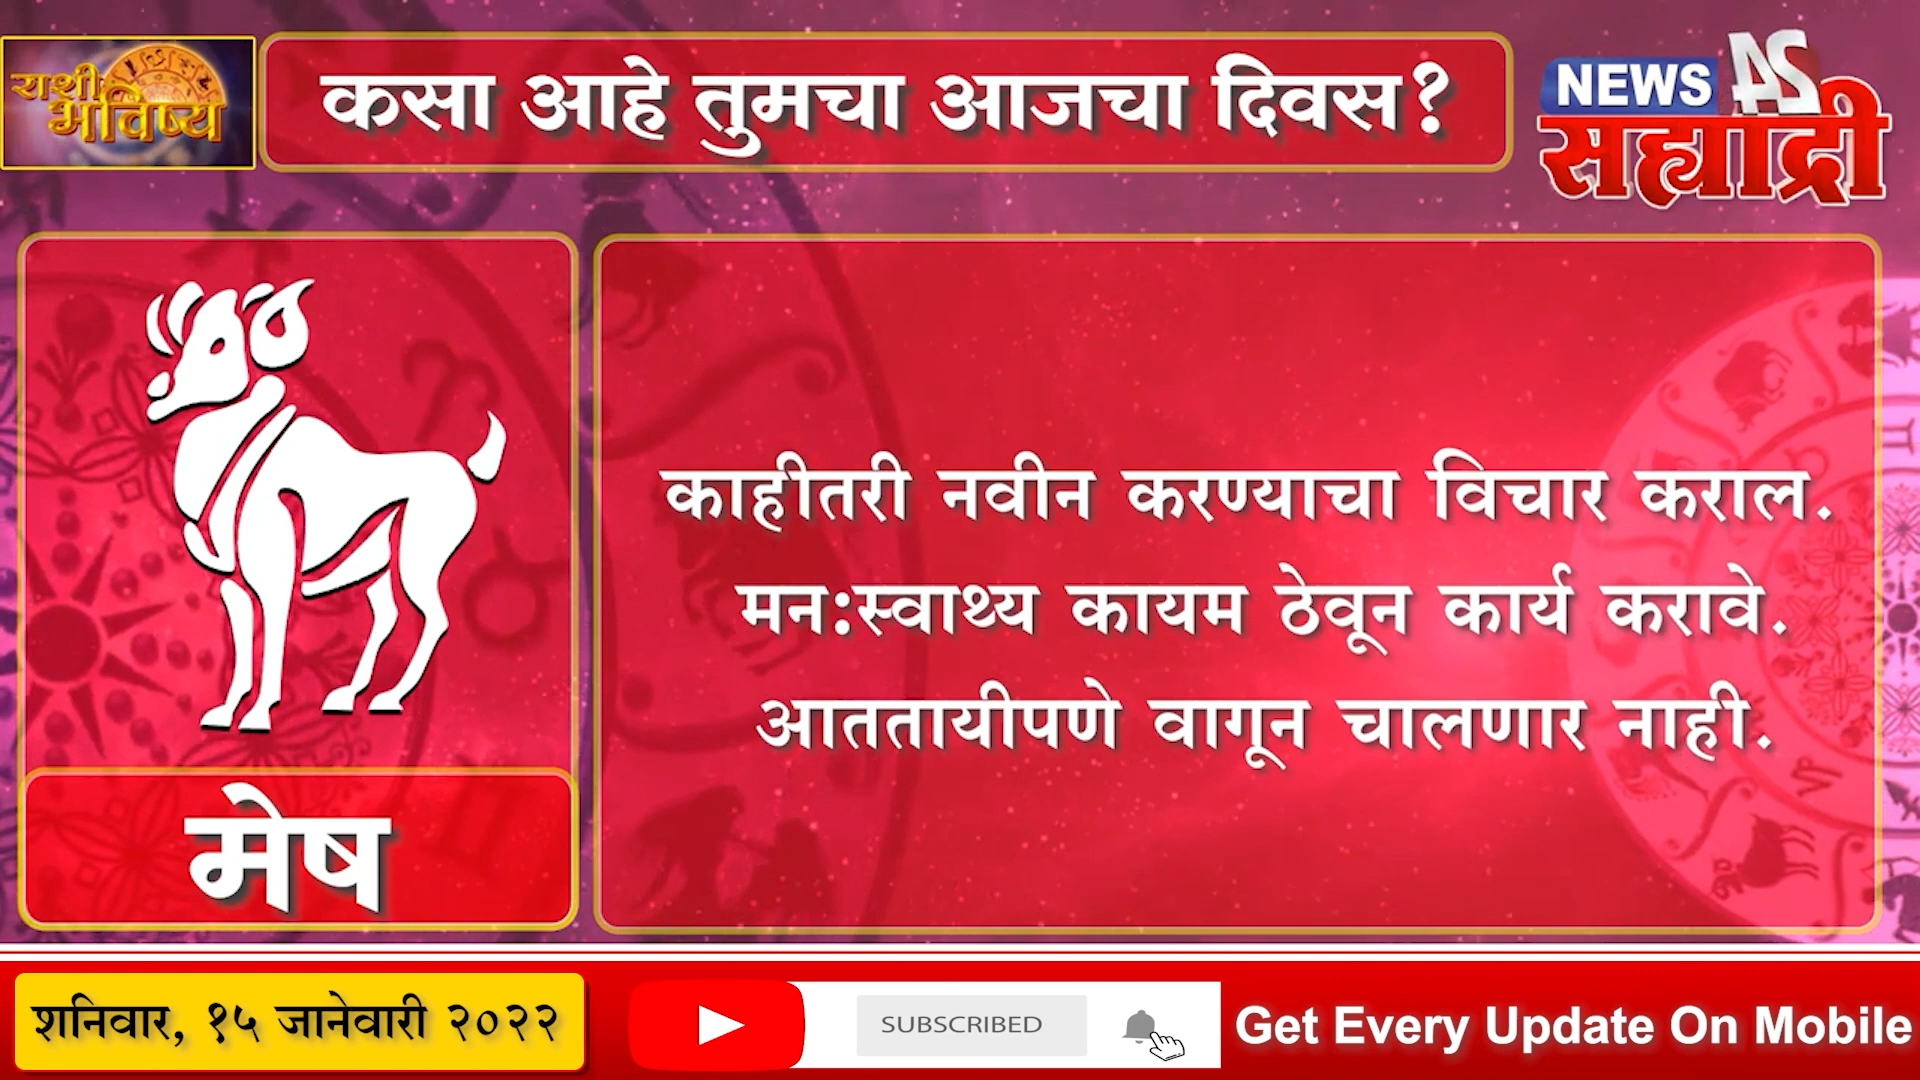 राशी
भविष्य
कसा आहे तुमचा आजचा दिवस?
NEWS AS
सह्याद्री
काहीतरी नवीन करण्याचा विचार कराल.
मन:स्वाथ्य कायम ठेवून कार्य करावे.
आततायीपणे वागून चालणार नाही.
मेष
शनिवार, १५ जानेवारी २०२२
SUBSCRIBED
Get Every Update On Mobile